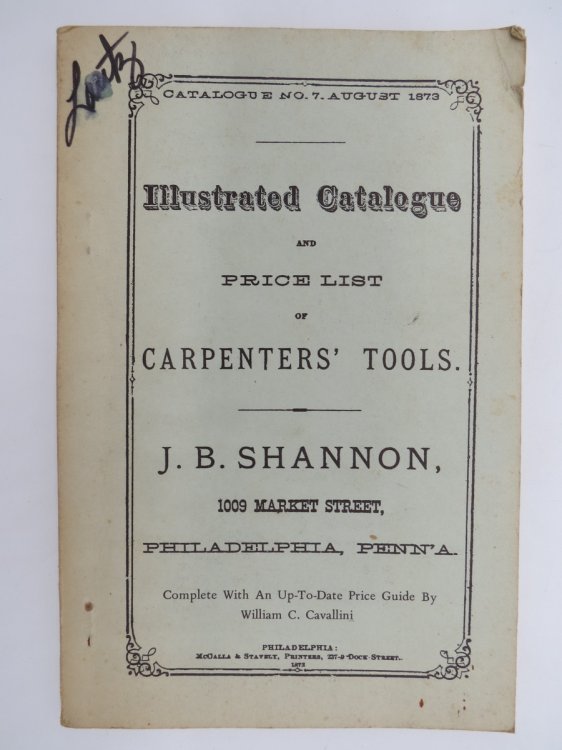 Lantz
CATALOGUE NO. 7. AUGUST 1873
Illustrated Catalogue
AND
PRICE LIST
OF
CARPENTERS' TOOLS.
J. B. SHANNON,
1009 MARKET STREET,
PHILADELPHIA, PENN'A.
Complete With An Up-To-Date Price Guide By
William C. Cavallini
PHILADELPHIA:
McCALLA & STAVELY, PRINTERS, 237-9 DOCK STREET.
1873